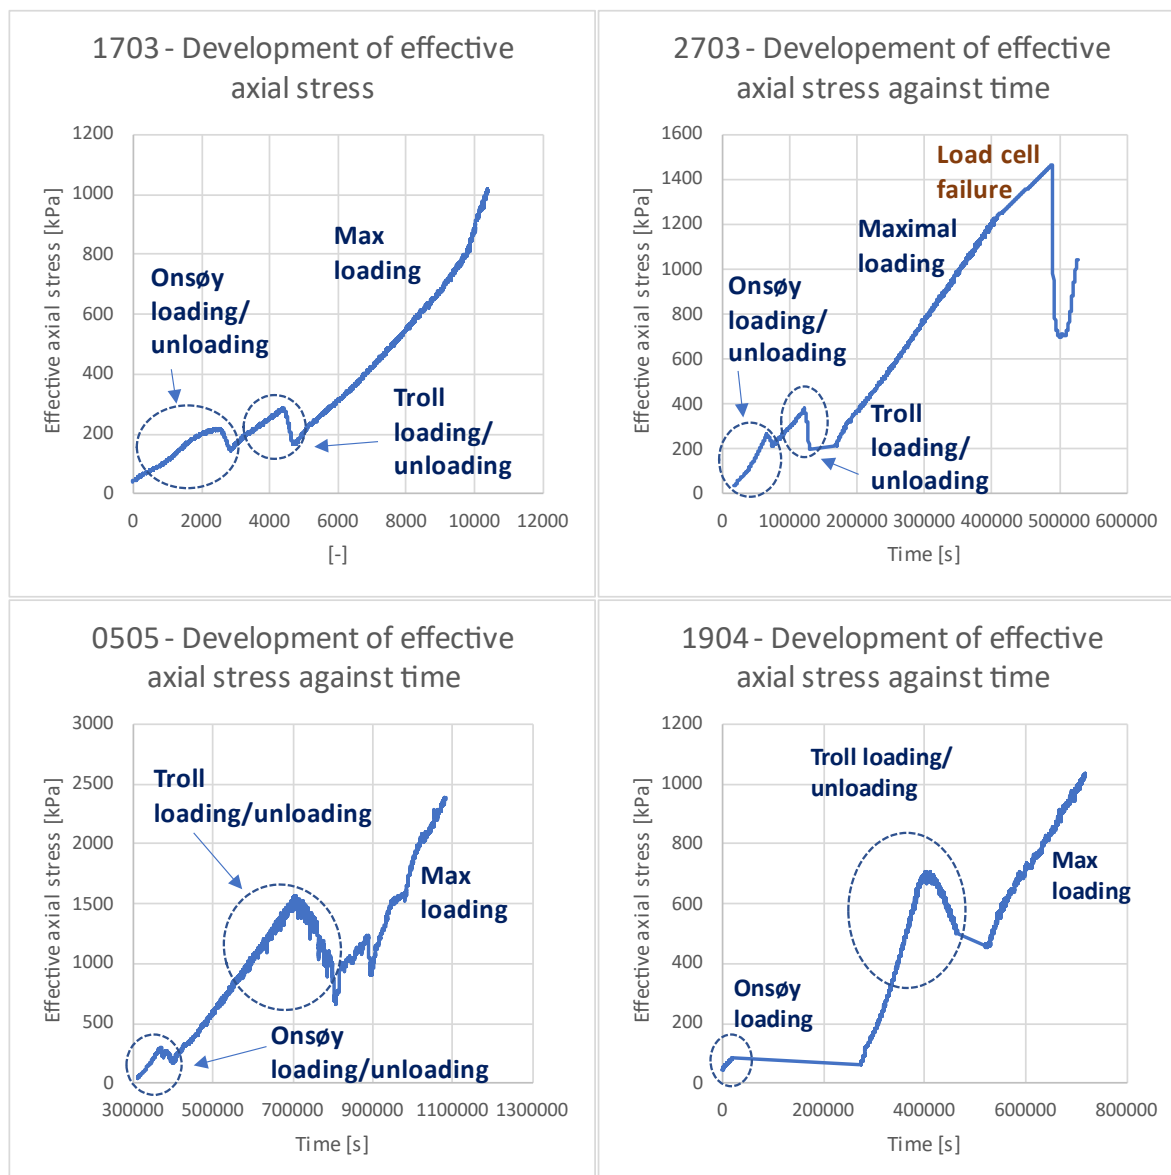 1703 - Development of effective
axial stress
Effective axial stress [kPa]
1200
1000
800
600
400
200
0
Onsøy
loading/
unloading
Max
loading
Troll
loading/
unloading
0 2000 4000 6000 8000 10000 12000
[-]
2703 - Developement of effective
axial stress against time
Effective axial stress [kPa]
1600
1400
1200
1000
800
600
400
200
0
Load cell
failure
Maximal
loading
Onsøy
loading/
unloading
Troll
loading/
unloading
0 100000 200000 300000 400000 500000 600000
Time [s]
0505 - Development of effective
axial stress against time
Effective axial stress [kPa]
3000
2500
2000
1500
1000
500
0
Troll
loading/unloading
Max
loading
Onsøy
loading/unloading
300000 500000 700000 900000 1100000 1300000
Time [s]
1904 - Development of effective
axial stress against time
Effective axial stress [kPa]
1200
1000
800
600
400
200
0
Troll loading/
unloading
Max
loading
Onsøy
loading
0 200000 400000 600000 800000
Time [s]